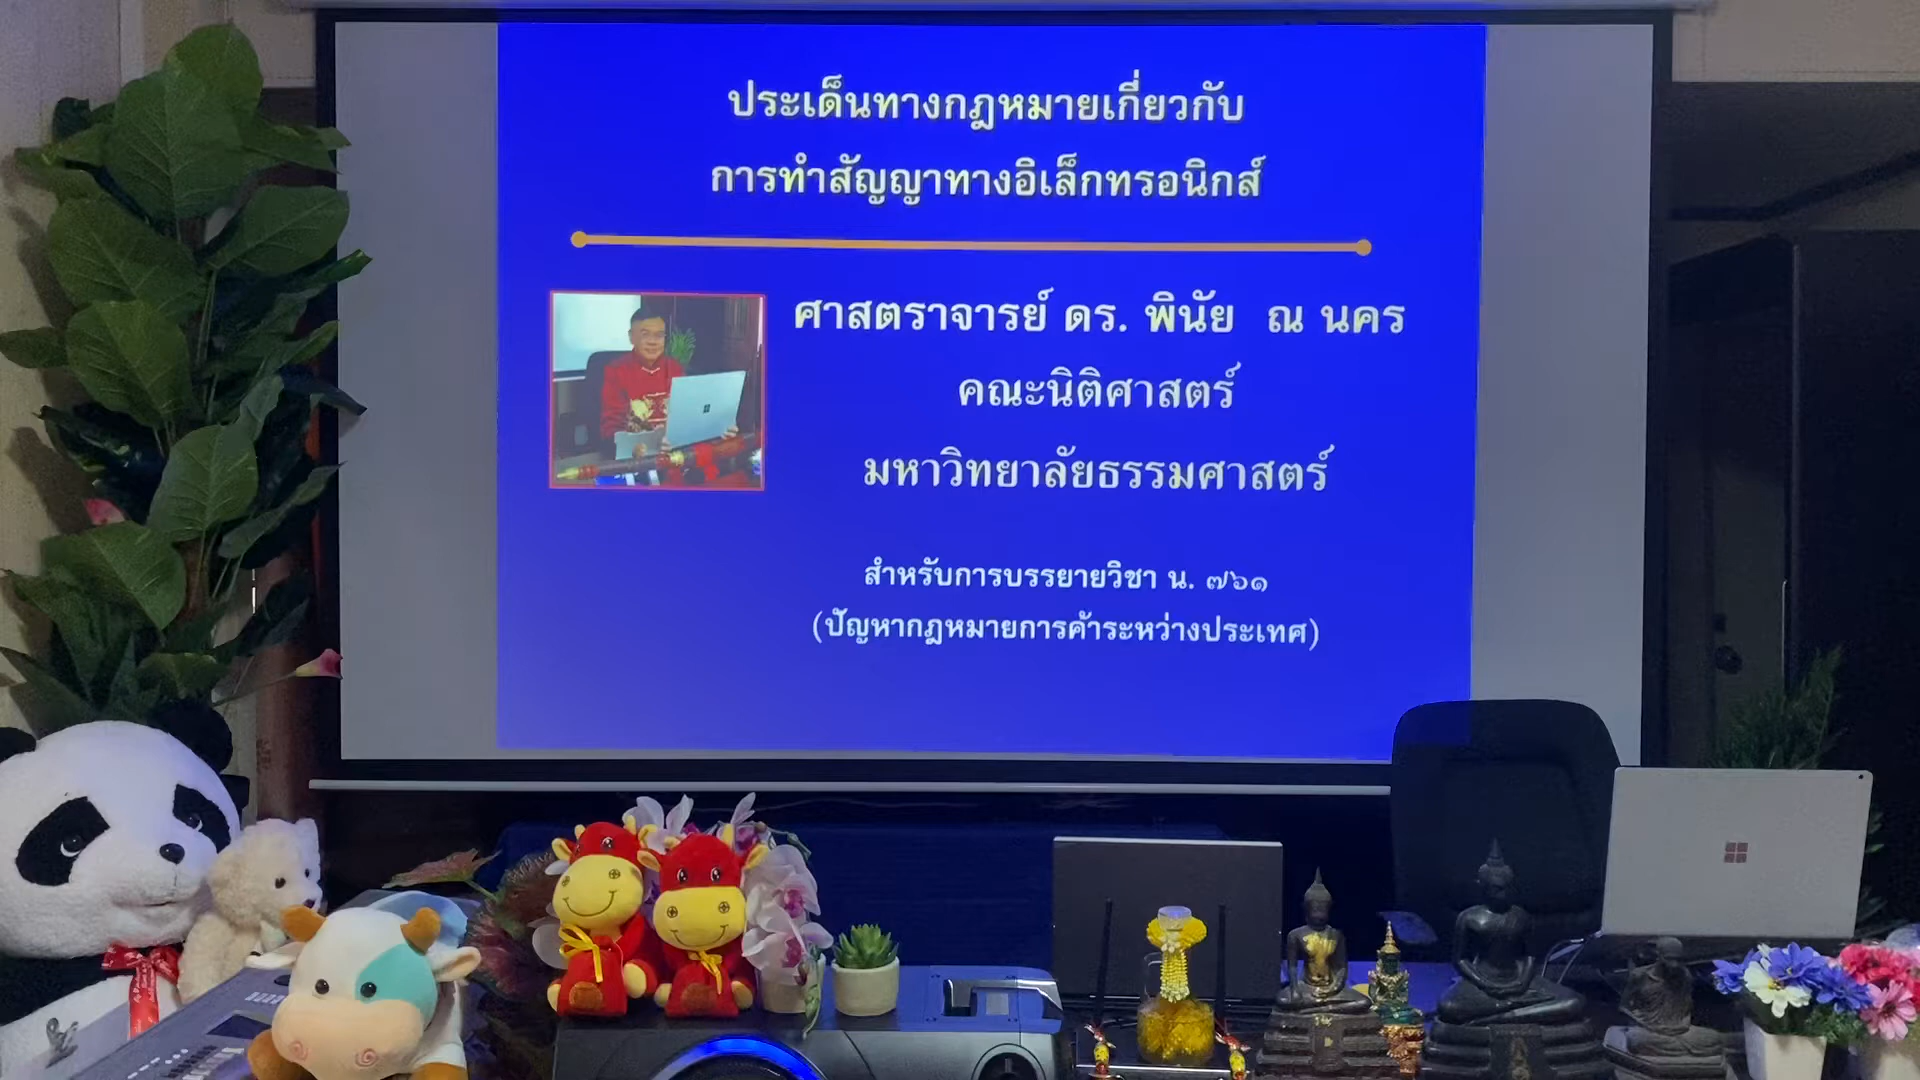 ประเด็นทางกฎหมายเกี่ยวกับ
การทำสัญญาทางอิเล็กทรอนิกส์
ศาสตราจารย์ ดร. พินัย  ณ นคร
คณะนิติศาสตร์
มหาวิทยาลัยธรรมศาสตร์
สำหรับการบรรยายวิชา น. ๗๖๑
(ปัญหากฎหมายการค้าระหว่างประเทศ)